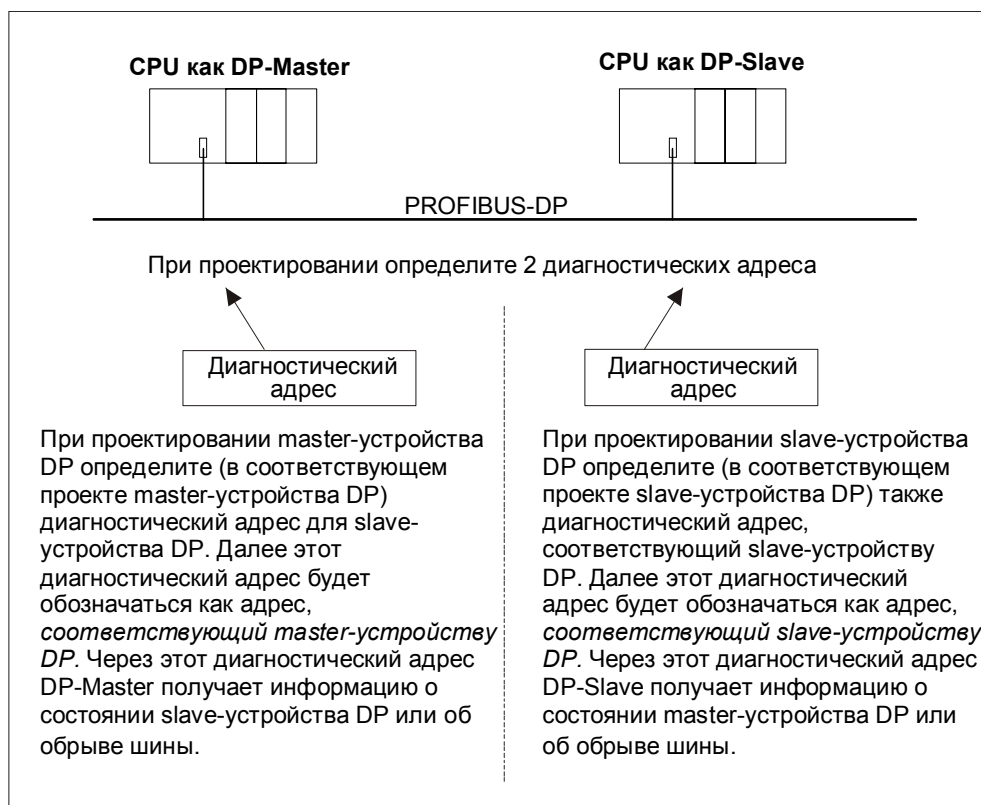 CPU как DP-Master
CPU как DP-Slave
PROFIBUS-DP
При проектировании определите 2 диагностических адреса
Диагностический
адрес
Диагностический
адрес
При проектировании master-устройства
DP определите (в соответствующем
проекте master-устройства DP)
диагностический адрес для slave-
устройства DP. Далее этот
диагностический адрес будет
обозначаться как адрес,
соответствующий master-устройству
DP. Через этот диагностический адрес
DP-Master получает информацию о
состоянии slave-устройства DP или об
обрыве шины.
При проектировании slave-устройства
DP определите (в соответствующем
проекте slave-устройства DP) также
диагностический адрес,
соответствующий slave-устройству
DP. Далее этот диагностический
адрес будет обозначаться как адрес,
соответствующий slave-устройству
DP. Через этот диагностический адрес
DP-Slave получает информацию о
состоянии master-устройства DP или
об обрыве шины.